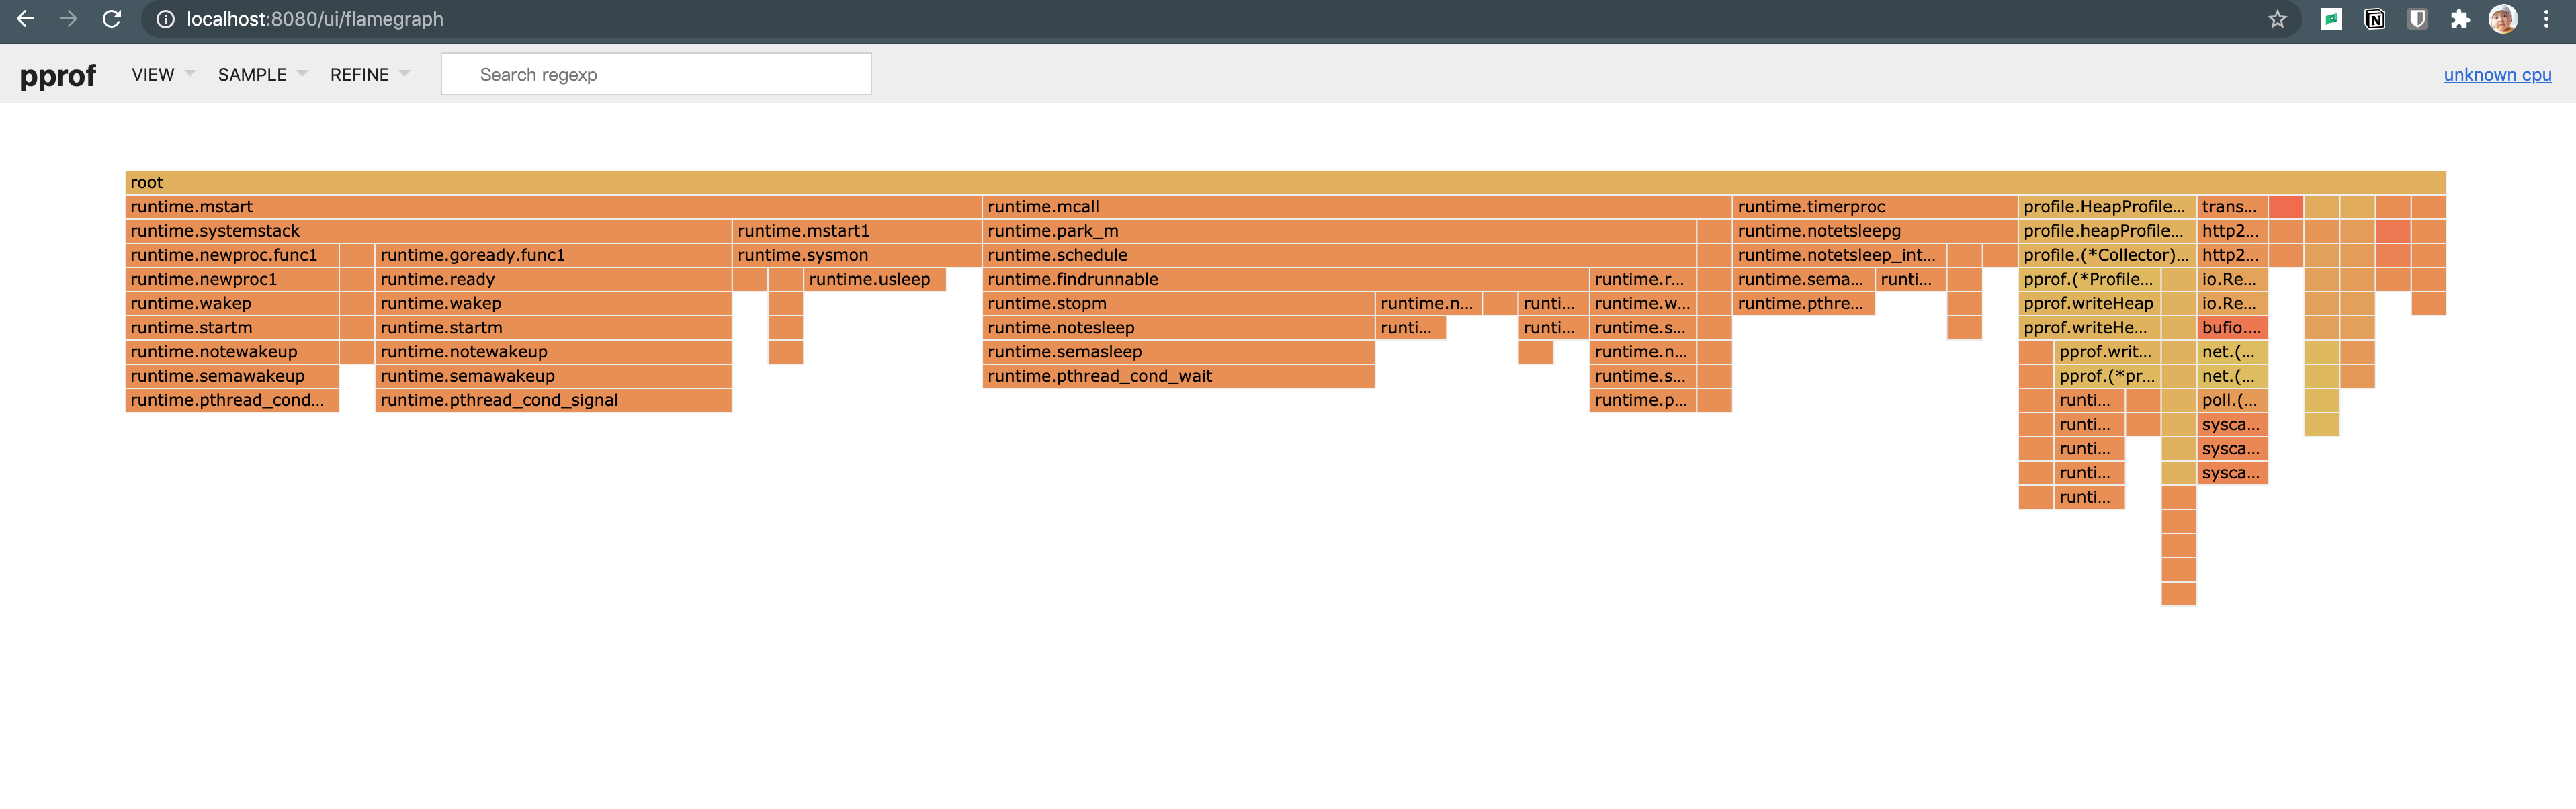 localhost:8080/ui/flamegraph
pprof VIEW SAMPLE REFINE Search regexp unknown cpu
root
runtime.mstart runtime.mcall runtime.timerproc profile.HeapProfile... trans...
runtime.systemstack runtime.mstart1 runtime.park_m runtime.notetsleepg profile.heapProfile... http2...
runtime.newproc.func1 runtime.goready.func1 runtime.sysmon runtime.schedule runtime.notetsleep_int... profile.(*Collector)... http2...
runtime.newproc1 runtime.ready runtime.usleep runtime.findrunnable runtime.r... runtime.sema... runti... pprof.(*Profile... io.Re...
runtime.wakep runtime.wakep runtime.stopm runtime.n... runti... runtime.w... runtime.pthre... pprof.writeHeap io.Re...
runtime.startm runtime.startm runtime.notesleep runti... runti... runtime.s... pprof.writeHe... bufio....
runtime.notewakeup runtime.notewakeup runtime.semasleep runtime.n... pprof.writ... net.(...
runtime.semawakeup runtime.semawakeup runtime.pthread_cond_wait runtime.s... pprof.(*pr... net.(...
runtime.pthread_cond... runtime.pthread_cond_signal runtime.p... runti... poll.(...
runti... sysca...
runti... sysca...
runti... sysca...
runti...